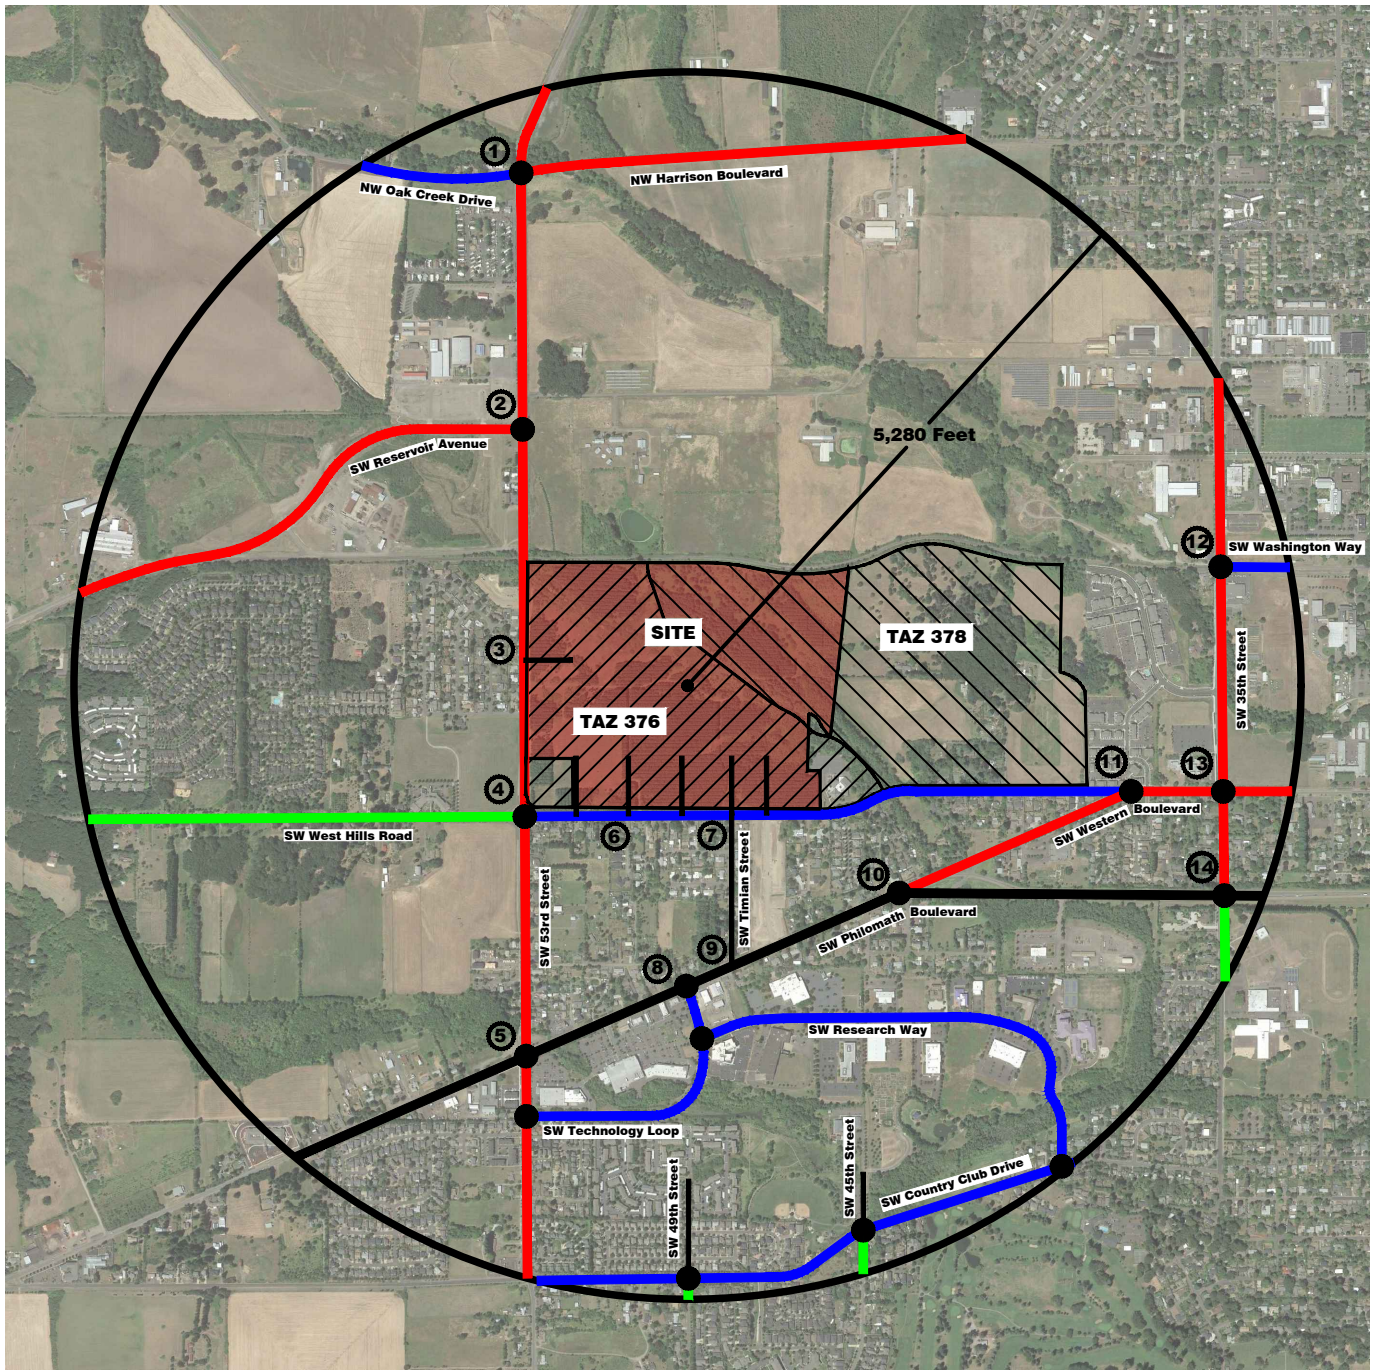 1
NW Oak Creek Drive
NW Harrison Boulevard
2
SW Reservoir Avenue
5,280 Feet
12
SW Washington Way
3
SITE
TAZ 378
SW 35th Street
TAZ 376
4
11
13
SW West Hills Road
6
7
SW Western Boulevard
SW Timian Street
10
14
SW 53rd Street
SW Philomath Boulevard
9
8
5
SW Research Way
SW Technology Loop
SW 49th Street
SW 45th Street
SW Country Club Drive